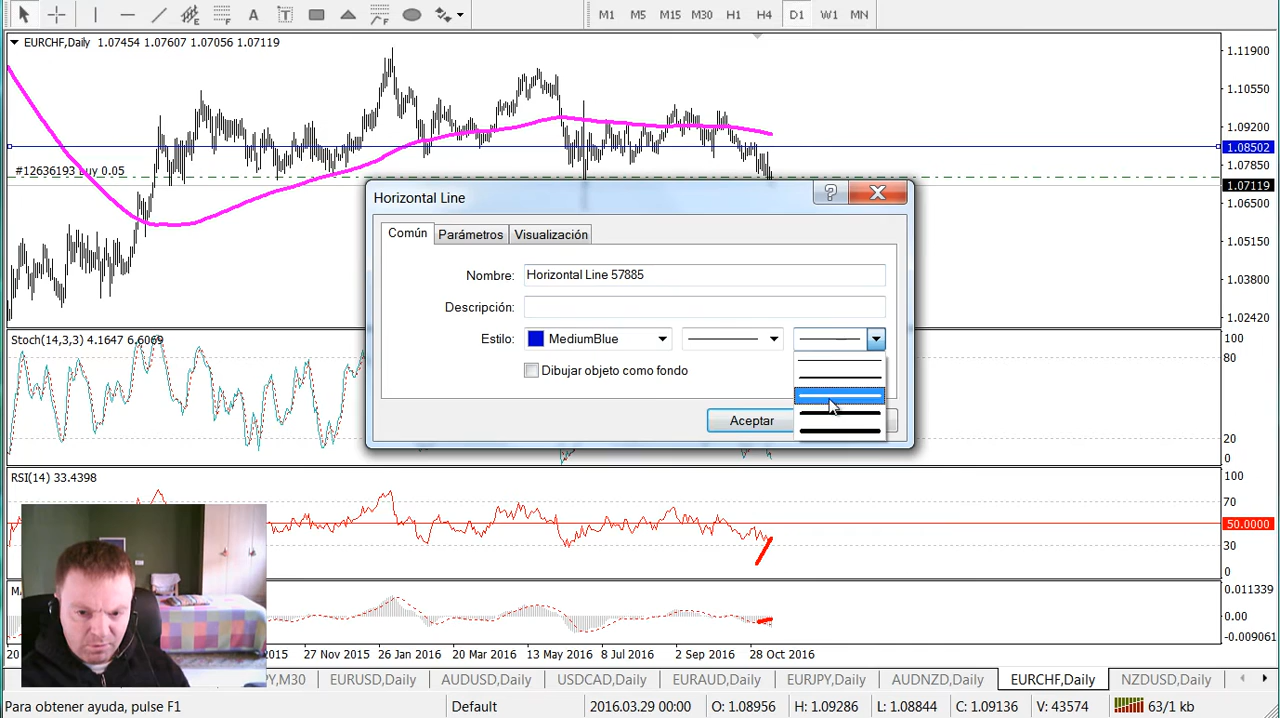 A T M1 M5 M15 M30 H1 H4 D1 W1 MN
EURCHF,Daily 1.07454 1.07607 1.07056 1.07119
1.11900
1.10550
1.09200
1.08502
1.07850
1.07119
1.06500
1.05150
1.03800
1.02420
#12636193 buy 0.05
Horizontal Line
Común Parámetros Visualización
Nombre: Horizontal Line 57885
Descripción:
Estilo: MediumBlue
Dibujar objeto como fondo
Aceptar
Stoch(14,3,3) 4.1647 6.6069
100
80
20
0
RSI(14) 33.4398
100
70
50.0000
30
0
0.011339
0.00
-0.009061
20
2015 27 Nov 2015 26 Jan 2016 20 Mar 2016 13 May 2016 8 Jul 2016 2 Sep 2016 28 Oct 2016
PY,M30 EURUSD,Daily AUDUSD,Daily USDCAD,Daily EURAUD,Daily EURJPY,Daily AUDNZD,Daily EURCHF,Daily NZDUSD,Daily
Para obtener ayuda, pulse F1 Default 2016.03.29 00:00 O: 1.08956 H: 1.09286 L: 1.08844 C: 1.09136 V: 43574 63/1 kb